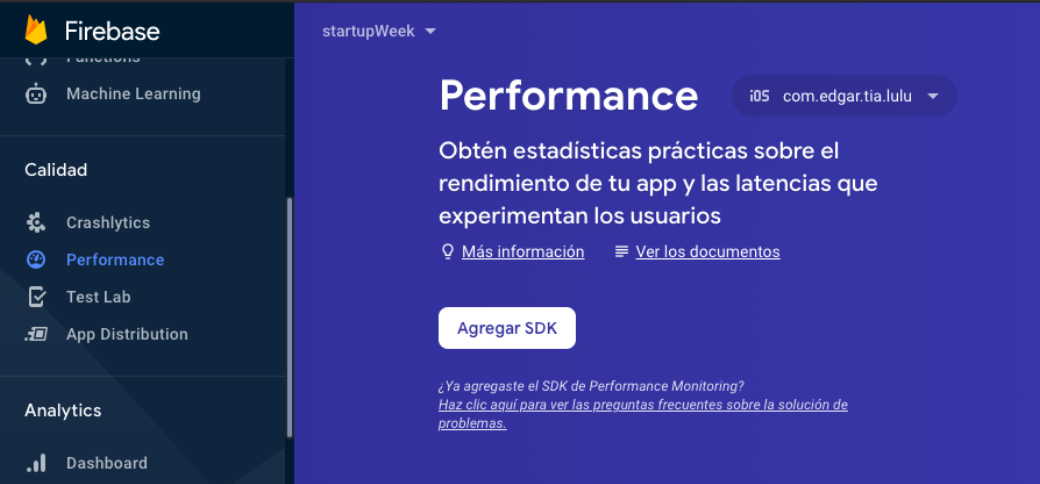 Firebase
Functions
Machine Learning
Calidad
Crashlytics
Performance
Test Lab
App Distribution
Analytics
Dashboard
startupWeek
Performance
iOS com.edgar.tia.lulu
Obtén estadísticas prácticas sobre el
rendimiento de tu app y las latencias que
experimentan los usuarios
Más información Ver los documentos
Agregar SDK
¿Ya agregaste el SDK de Performance Monitoring?
Haz clic aquí para ver las preguntas frecuentes sobre la solución de
problemas.